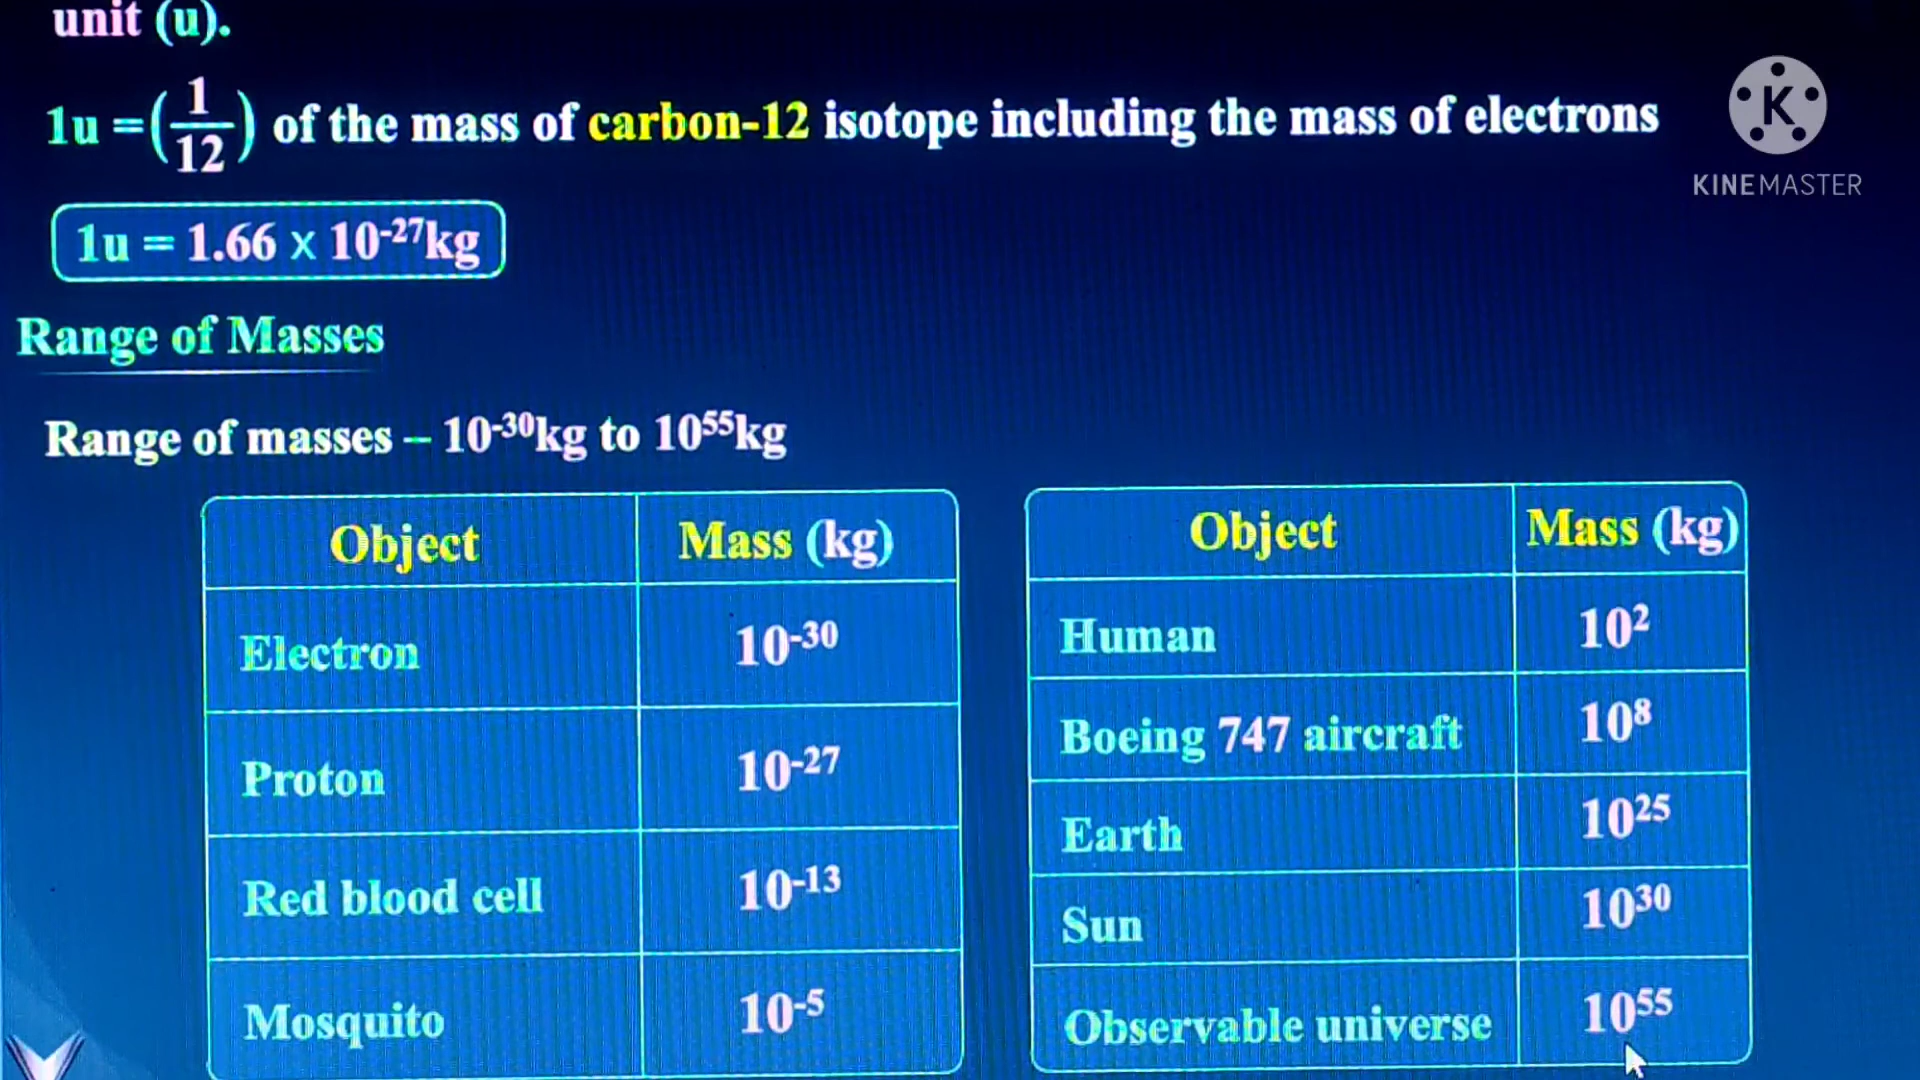 unit (u).
1u = (1/12) of the mass of carbon-12 isotope including the mass of electrons
K
KINEMASTER
1u = 1.66 x 10⁻²⁷kg
Range of Masses
Range of masses – 10⁻³⁰kg to 10⁵⁵kg
Object Mass (kg)
Electron 10⁻³⁰
Proton 10⁻²⁷
Red blood cell 10⁻¹³
Mosquito 10⁻⁵
Object Mass (kg)
Human 10²
Boeing 747 aircraft 10⁸
Earth 10²⁵
Sun 10³⁰
Observable universe 10⁵⁵